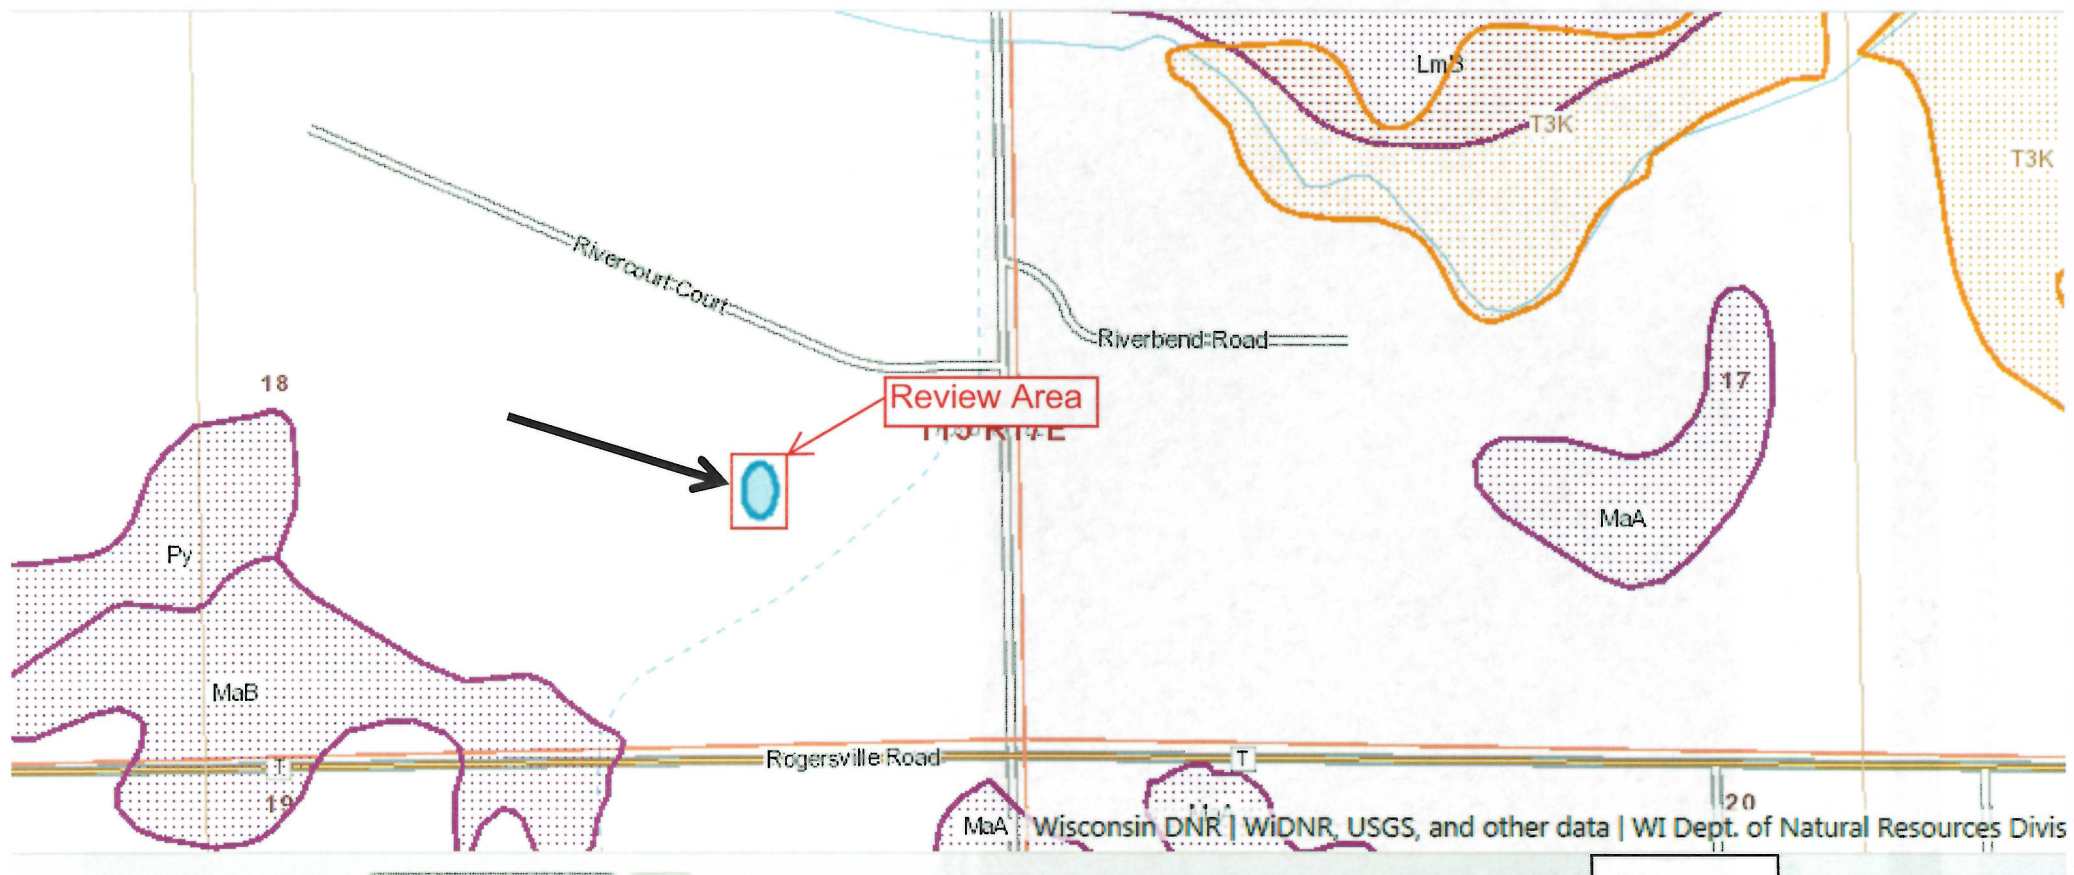 LmB
T3K
T3K
Rivercourt Court
Riverbend Road
18
17
Review Area
MaA
Py
MaB
Rogersville Road
T
T
19
20
MaA
Wisconsin DNR | WiDNR, USGS, and other data | WI Dept. of Natural Resources Divis